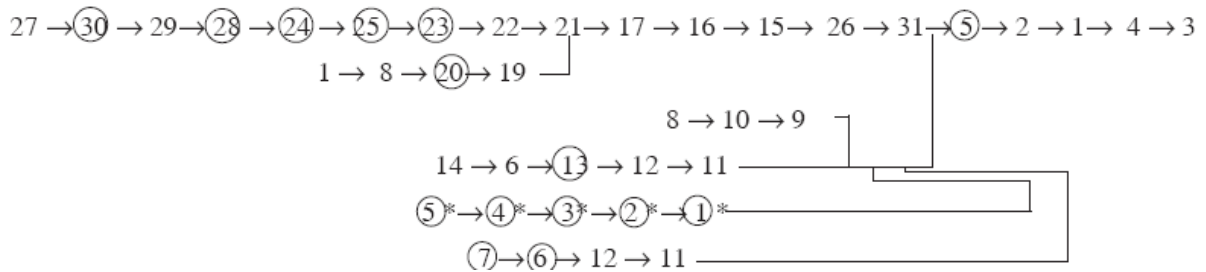 27 → 30 → 29 → 28 → 24 → 25 → 23 → 22 → 21 → 17 → 16 → 15 → 26 → 31 → 5 → 2 → 1 → 4 → 3
1 → 8 → 20 → 19
8 → 10 → 9
14 → 6 → 13 → 12 → 11
5* → 4* → 3* → 2* → 1*
7 → 6 → 12 → 11